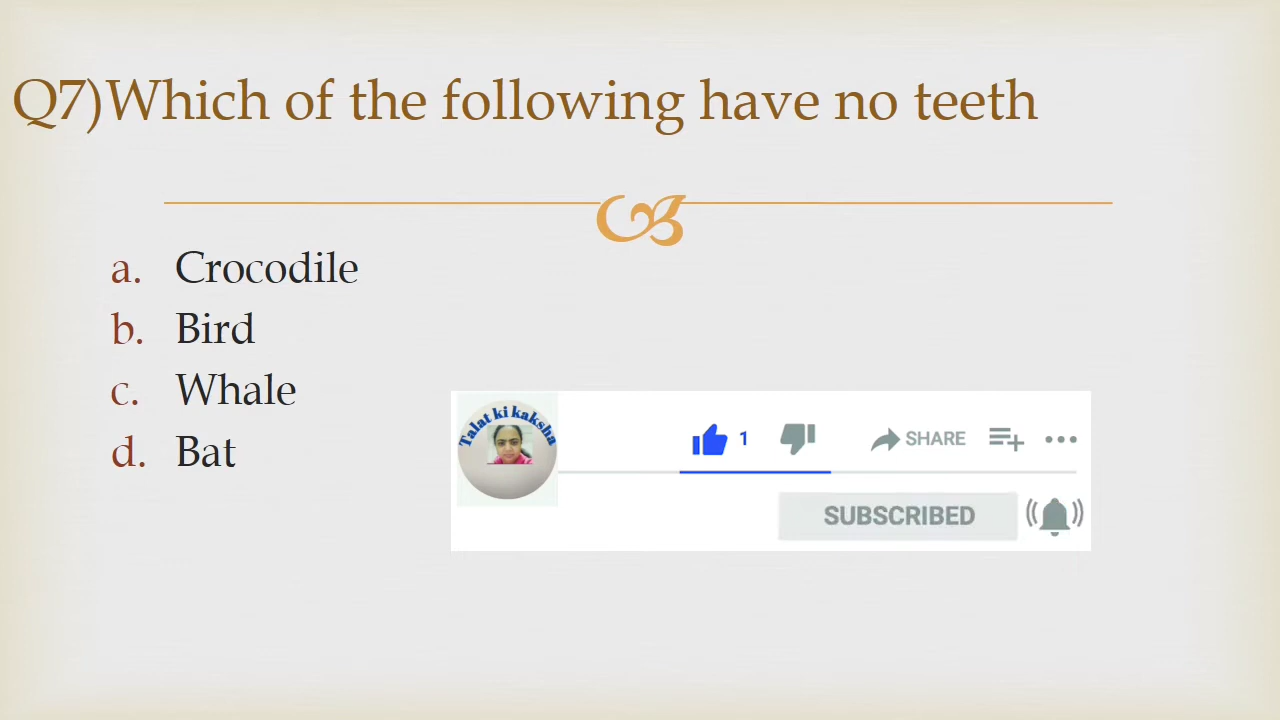 Q7)Which of the following have no teeth
a. Crocodile
b. Bird
c. Whale
d. Bat
Talat ki kaksha
1
SHARE
SUBSCRIBED